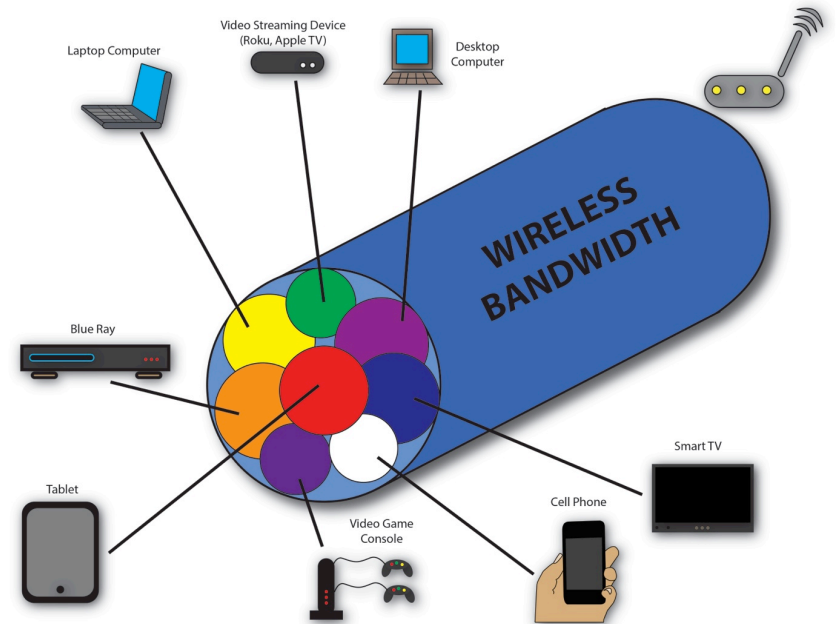 Video Streaming Device
(Roku, Apple TV)
Laptop Computer
Desktop
Computer
WIRELESS
BANDWIDTH
Blue Ray
Smart TV
Tablet
Cell Phone
Video Game
Console